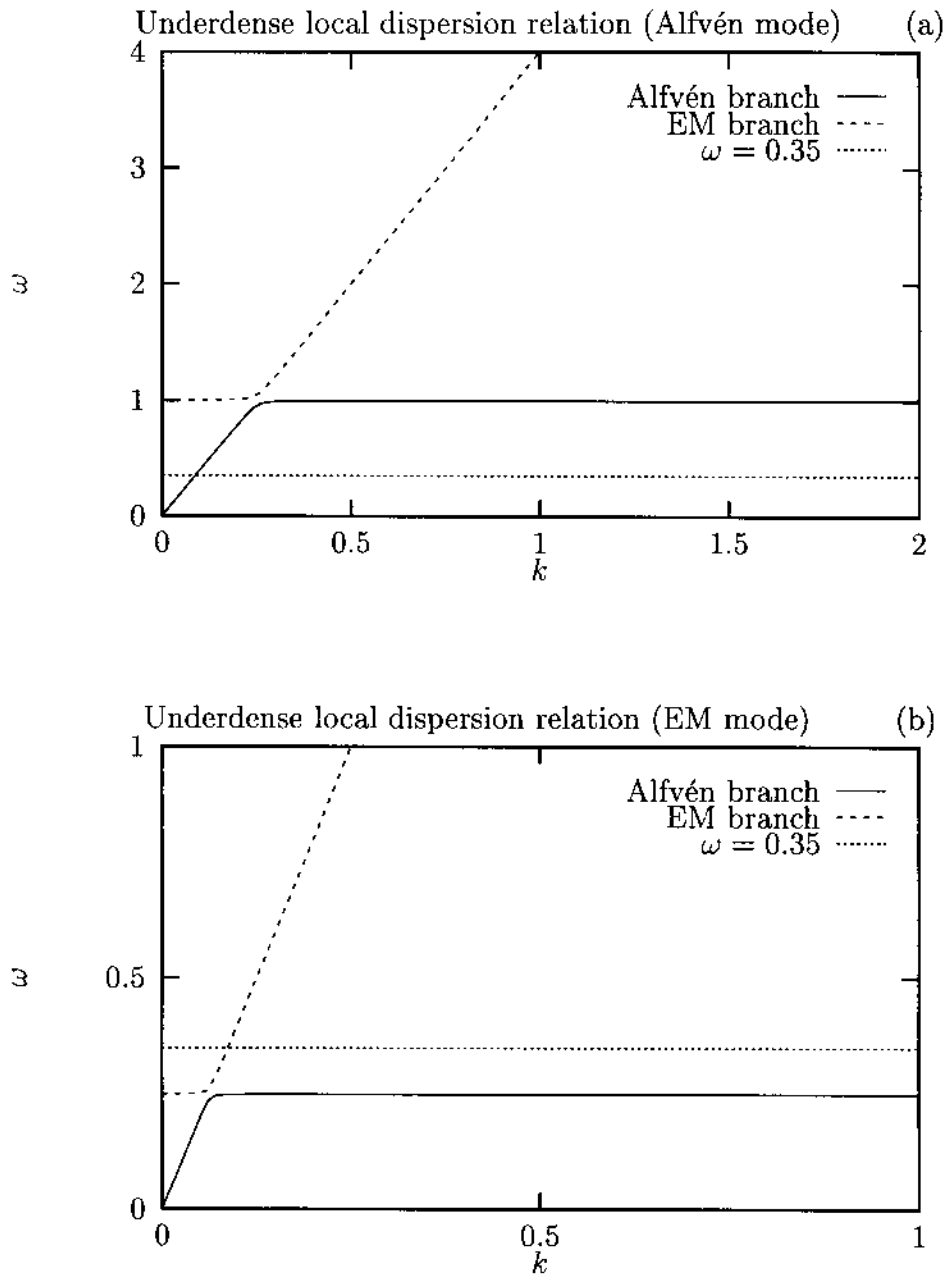 Underdense local dispersion relation (Alfvén mode) (a)
4
Alfvén branch
EM branch
ω = 0.35
3
ω
2
1
0
0 0.5 1 1.5 2
k
Underdense local dispersion relation (EM mode) (b)
1
Alfvén branch
EM branch
ω = 0.35
ω
0.5
0
0 0.5 1
k